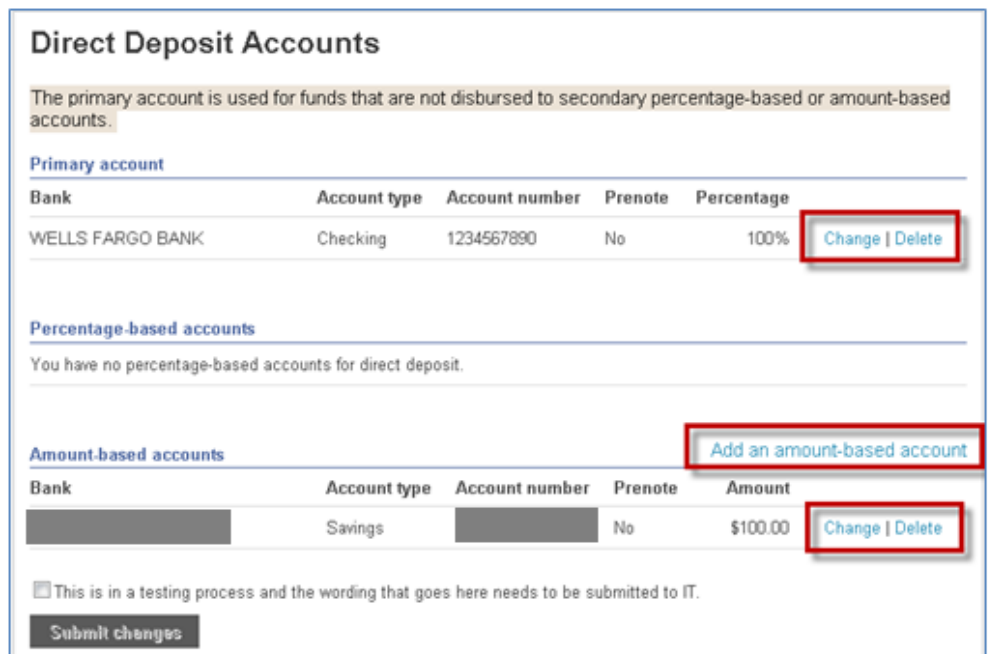 Direct Deposit Accounts
The primary account is used for funds that are not disbursed to secondary percentage-based or amount-based
accounts.
Primary account
Bank Account type Account number Prenote Percentage
WELLS FARGO BANK Checking 1234567890 No 100% Change | Delete
Percentage-based accounts
You have no percentage-based accounts for direct deposit.
Amount-based accounts Add an amount-based account
Bank Account type Account number Prenote Amount
Savings No $100.00 Change | Delete
This is in a testing process and the wording that goes here needs to be submitted to IT.
Submit changes